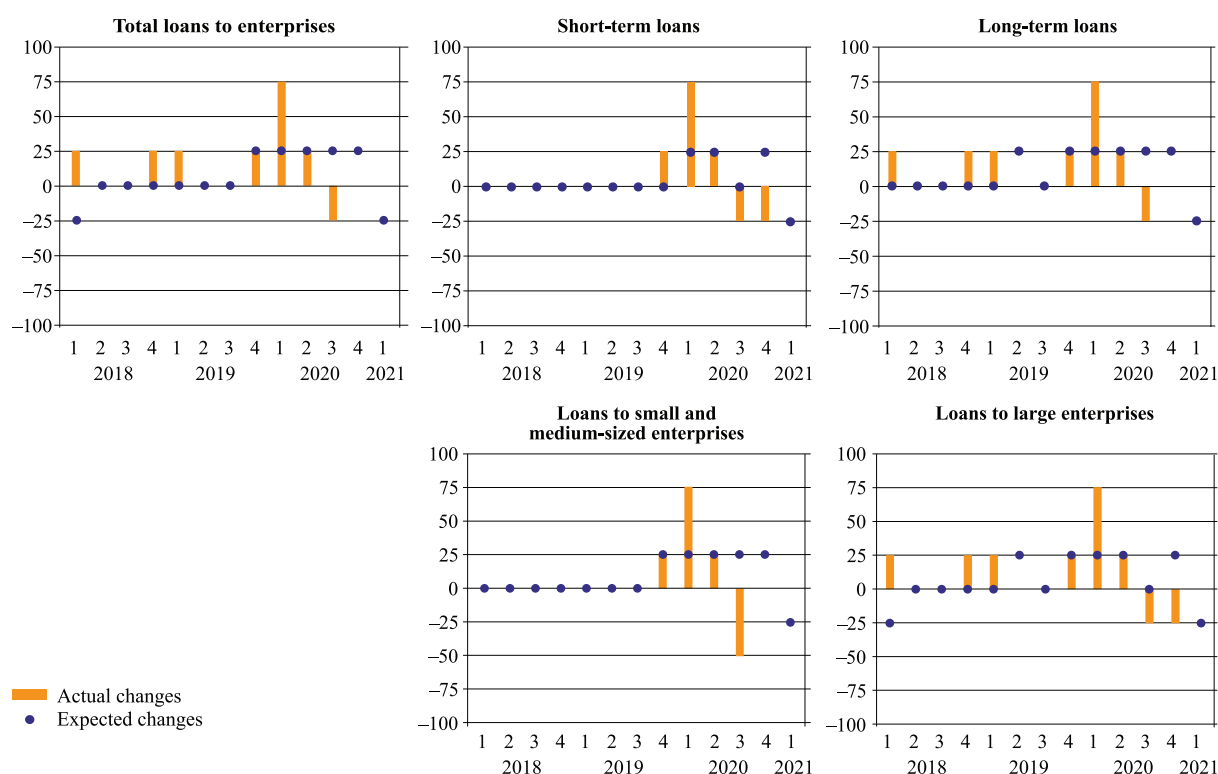 Total loans to enterprises
100
75
50
25
0
–25
–50
–75
–100
1 2 3 4 1 2 3 4 1 2 3 4 1
2018 2019 2020 2021
Short-term loans
100
75
50
25
0
–25
–50
–75
–100
1 2 3 4 1 2 3 4 1 2 3 4 1
2018 2019 2020 2021
Long-term loans
100
75
50
25
0
–25
–50
–75
–100
1 2 3 4 1 2 3 4 1 2 3 4 1
2018 2019 2020 2021
Loans to small and
medium-sized enterprises
100
75
50
25
0
–25
–50
–75
–100
1 2 3 4 1 2 3 4 1 2 3 4 1
2018 2019 2020 2021
Loans to large enterprises
100
75
50
25
0
–25
–50
–75
–100
1 2 3 4 1 2 3 4 1 2 3 4 1
2018 2019 2020 2021
Actual changes
Expected changes